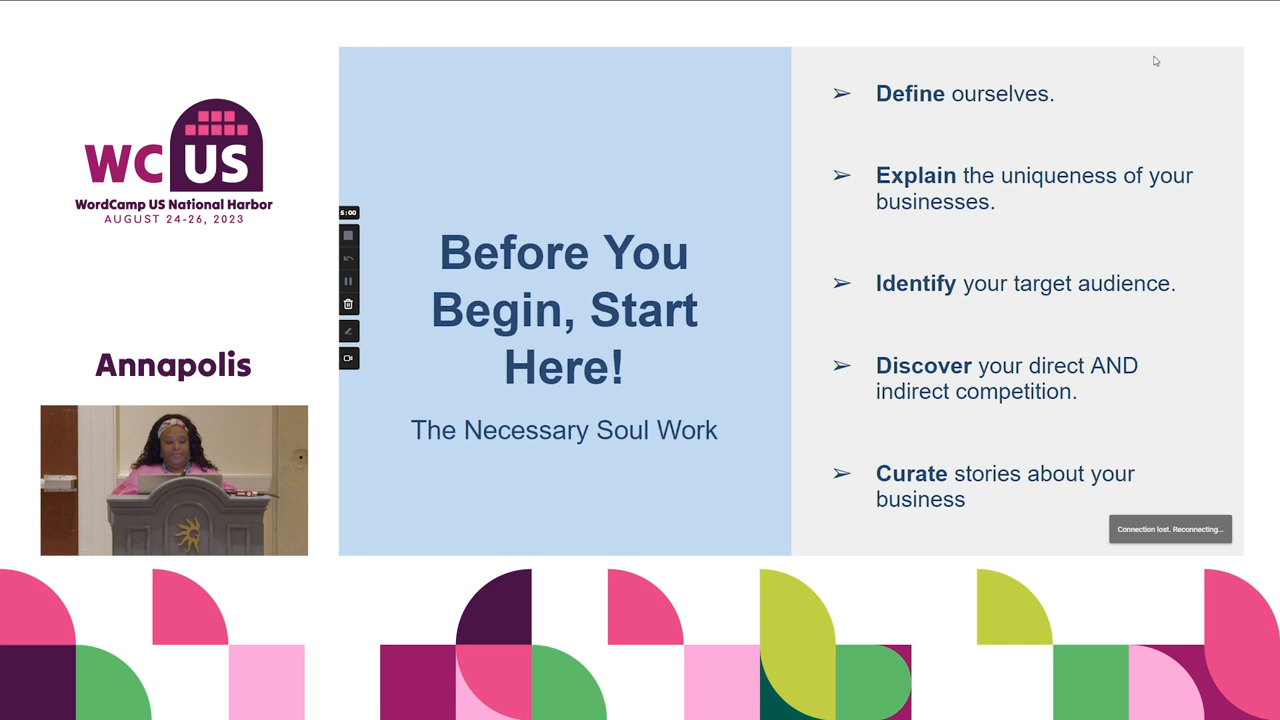 WC US
WordCamp US National Harbor
AUGUST 24-26, 2023
Annapolis
5:00
Before You
Begin, Start
Here!
The Necessary Soul Work
➢ Define ourselves.
➢ Explain the uniqueness of your
businesses.
➢ Identify your target audience.
➢ Discover your direct AND
indirect competition.
➢ Curate stories about your
business
Connection lost. Reconnecting...